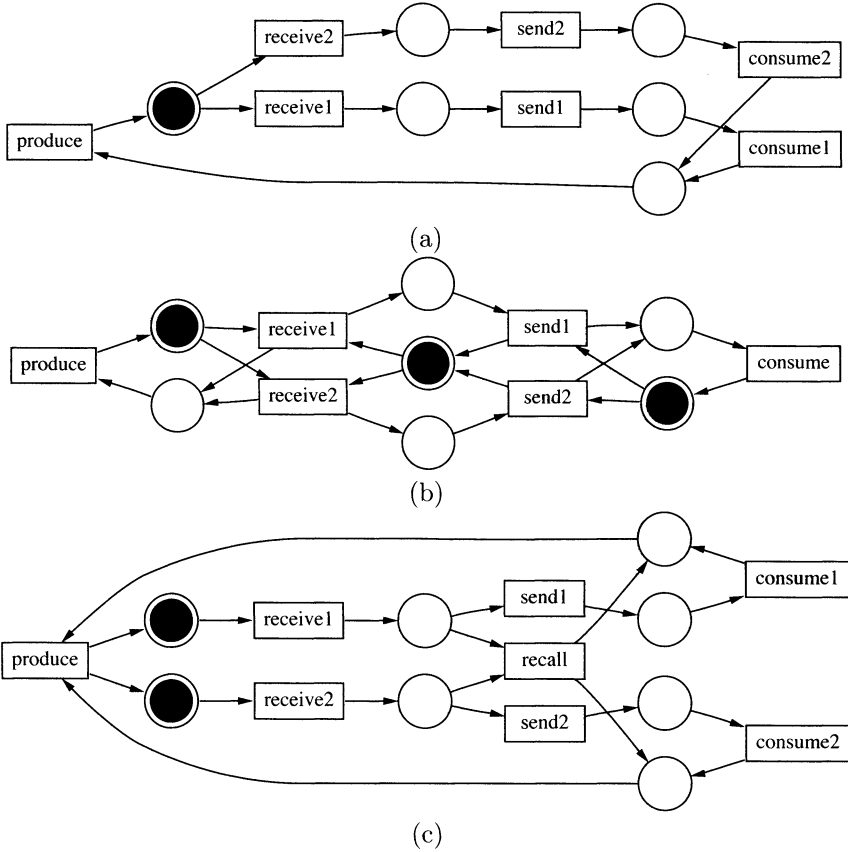 receive2
send2
consume2
receive1
send1
produce
consume1
(a)
receive1
send1
produce
consume
receive2
send2
(b)
consume1
send1
receive1
produce
recall
receive2
send2
consume2
(c)